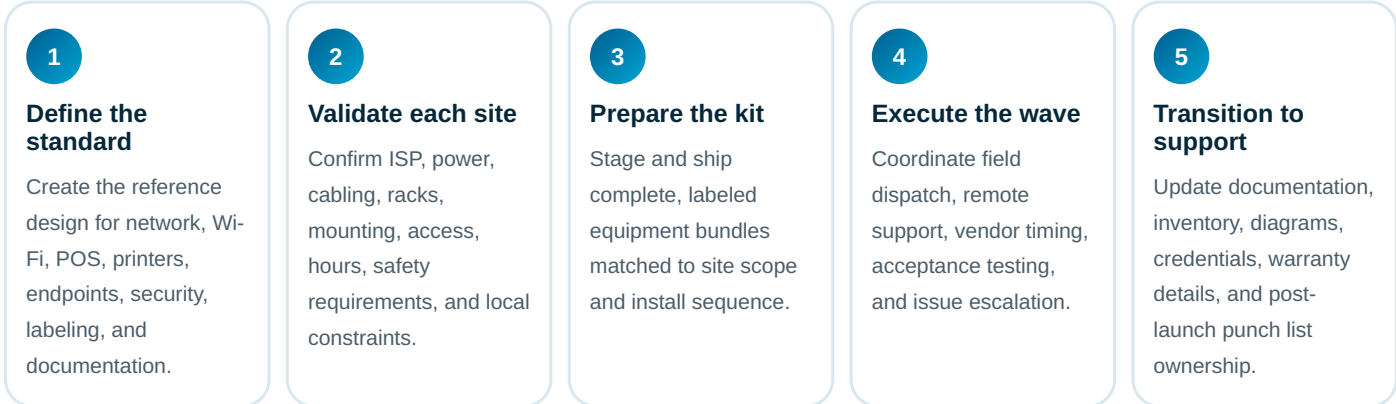 1
Define the
standard
Create the reference
design for network, Wi-
Fi, POS, printers,
endpoints, security,
labeling, and
documentation.
2
Validate each site
Confirm ISP, power,
cabling, racks,
mounting, access,
hours, safety
requirements, and local
constraints.
3
Prepare the kit
Stage and ship
complete, labeled
equipment bundles
matched to site scope
and install sequence.
4
Execute the wave
Coordinate field
dispatch, remote
support, vendor timing,
acceptance testing,
and issue escalation.
5
Transition to
support
Update documentation,
inventory, diagrams,
credentials, warranty
details, and post-
launch punch list
ownership.